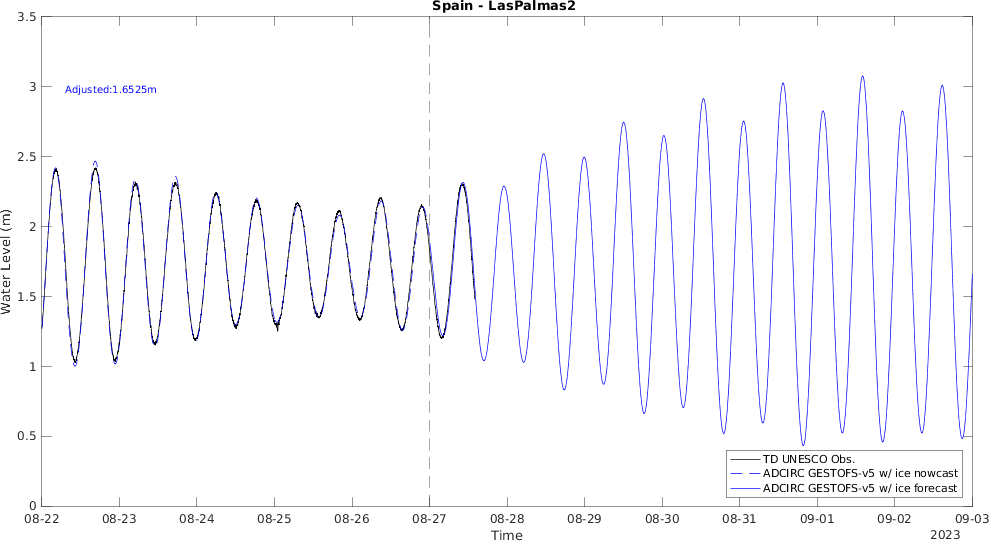 Spain - LasPalmas2
3.5
3
2.5
2
1.5
1
0.5
0
Water Level (m)
Adjusted:1.6525m
TD UNESCO Obs.
ADCIRC GESTOFS-v5 w/ ice nowcast
ADCIRC GESTOFS-v5 w/ ice forecast
08-22 08-23 08-24 08-25 08-26 08-27 08-28 08-29 08-30 08-31 09-01 09-02 09-03
Time
2023